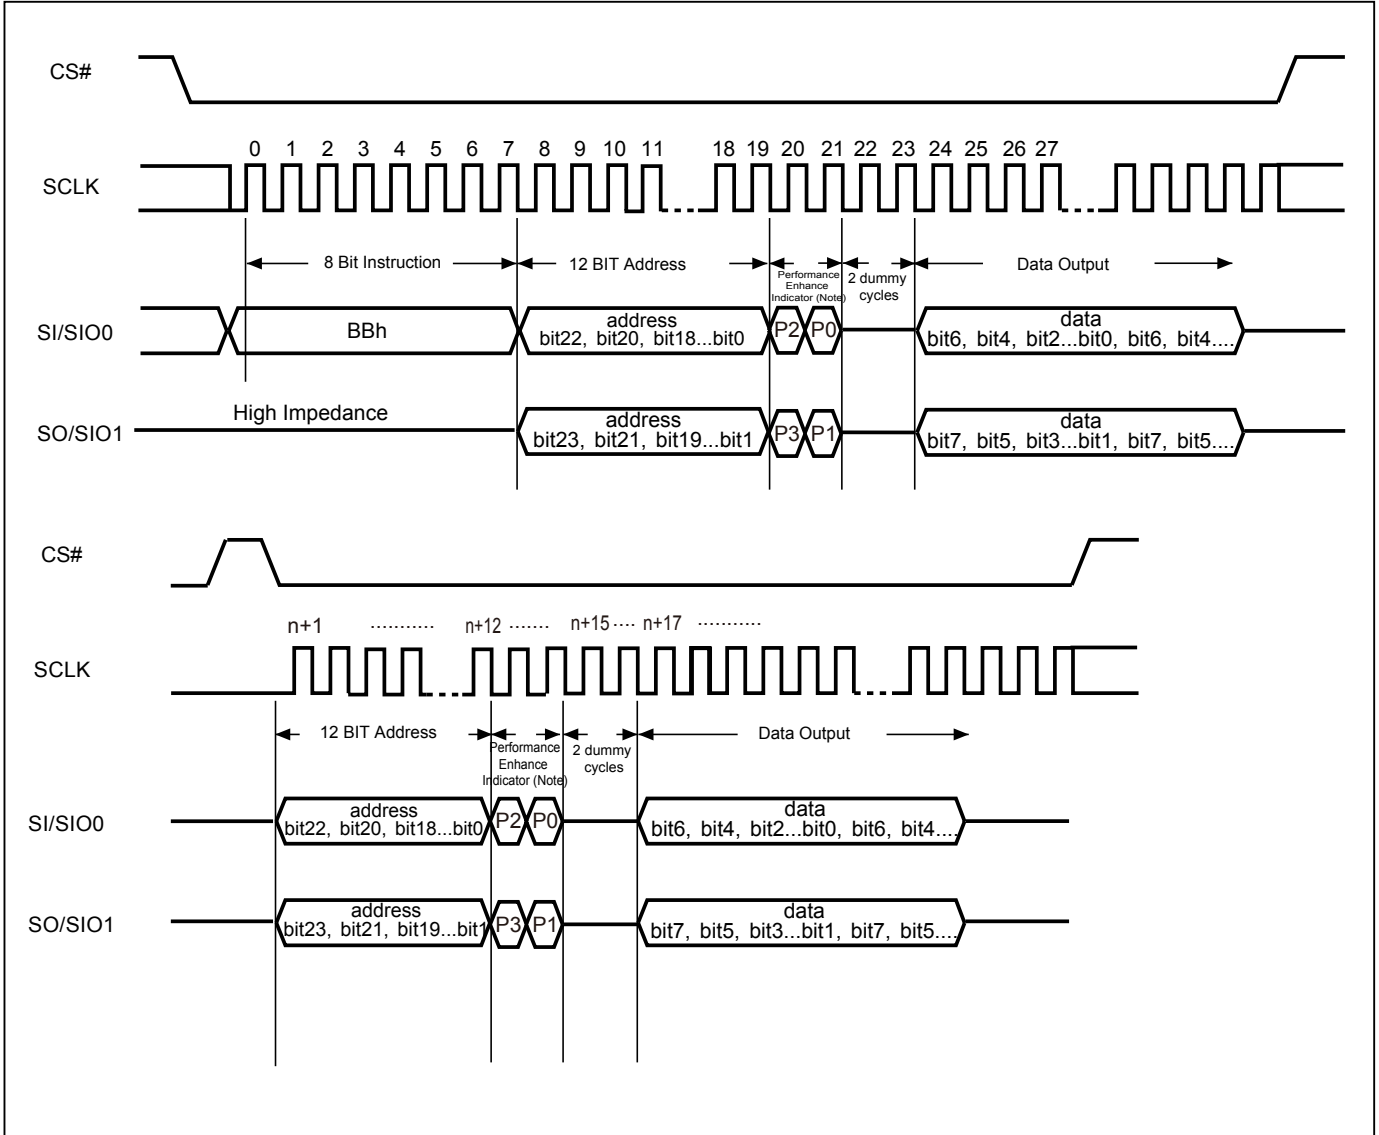 CS#
0 1 2 3 4 5 6 7 8 9 10 11 18 19 20 21 22 23 24 25 26 27
SCLK
8 Bit Instruction
12 BIT Address
Performance
Enhance
Indicator (Note)
2 dummy
cycles
Data Output
SI/SIO0
BBh
address
bit22, bit20, bit18...bit0
P2 P0
data
bit6, bit4, bit2...bit0, bit6, bit4....
High Impedance
SO/SIO1
address
bit23, bit21, bit19...bit1
P3 P1
data
bit7, bit5, bit3...bit1, bit7, bit5....
CS#
n+1 ........... n+12 ....... n+15 .... n+17 ...........
SCLK
12 BIT Address
Performance
Enhance
Indicator (Note)
2 dummy
cycles
Data Output
SI/SIO0
address
bit22, bit20, bit18...bit0
P2 P0
data
bit6, bit4, bit2...bit0, bit6, bit4....
SO/SIO1
address
bit23, bit21, bit19...bit1
P3 P1
data
bit7, bit5, bit3...bit1, bit7, bit5....